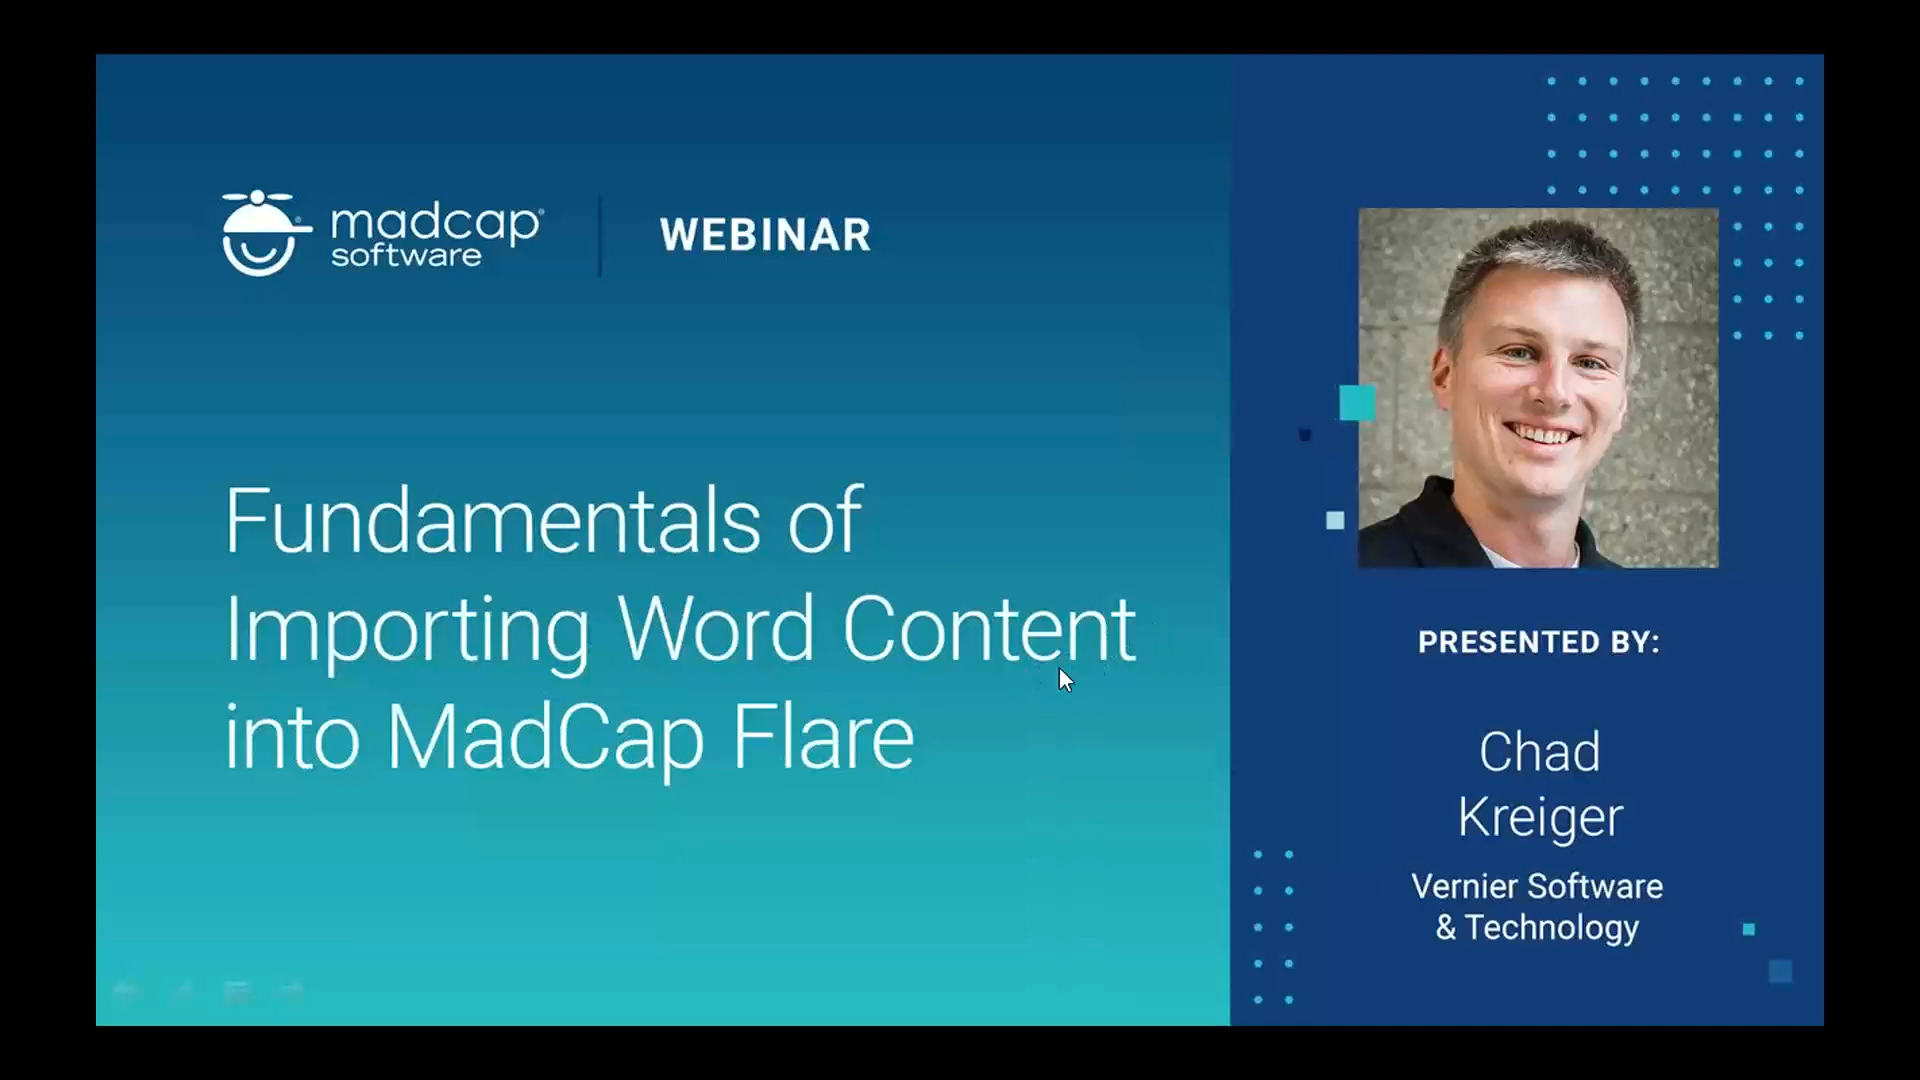 madcap
software
WEBINAR
Fundamentals of
Importing Word Content
into MadCap Flare
PRESENTED BY:
Chad
Kreiger
Vernier Software
& Technology